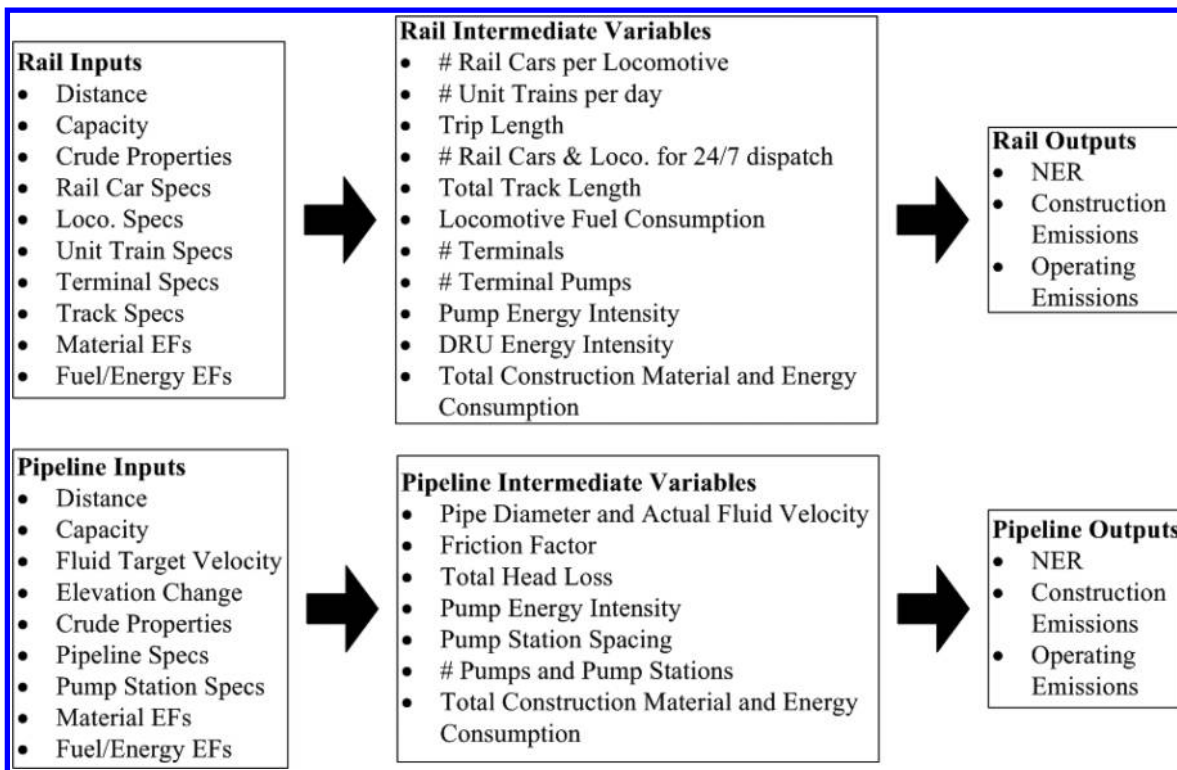 Rail Inputs
• Distance
• Capacity
• Crude Properties
• Rail Car Specs
• Loco. Specs
• Unit Train Specs
• Terminal Specs
• Track Specs
• Material EFs
• Fuel/Energy EFs
Rail Intermediate Variables
• # Rail Cars per Locomotive
• # Unit Trains per day
• Trip Length
• # Rail Cars & Loco. for 24/7 dispatch
• Total Track Length
• Locomotive Fuel Consumption
• # Terminals
• # Terminal Pumps
• Pump Energy Intensity
• DRU Energy Intensity
• Total Construction Material and Energy
Consumption
Rail Outputs
• NER
• Construction
Emissions
• Operating
Emissions
Pipeline Inputs
• Distance
• Capacity
• Fluid Target Velocity
• Elevation Change
• Crude Properties
• Pipeline Specs
• Pump Station Specs
• Material EFs
• Fuel/Energy EFs
Pipeline Intermediate Variables
• Pipe Diameter and Actual Fluid Velocity
• Friction Factor
• Total Head Loss
• Pump Energy Intensity
• Pump Station Spacing
• # Pumps and Pump Stations
• Total Construction Material and Energy
Consumption
Pipeline Outputs
• NER
• Construction
Emissions
• Operating
Emissions